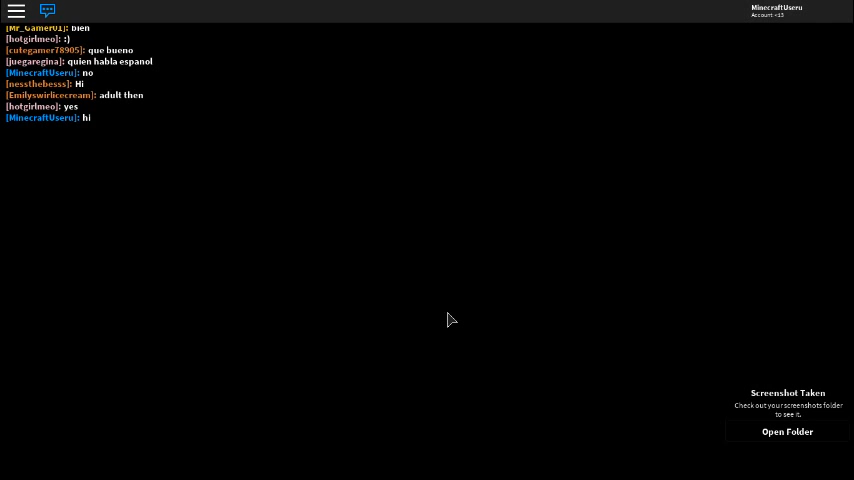 MinecraftUseru
Account <13
[Mr_Gamer01]: bien
[hotgirlmeo]: :)
[cutegamer78905]: que bueno
[juegaregina]: quien habla espanol
[MinecraftUseru]: no
[nessthebesss]: Hi
[Emilyswirlicecream]: adult then
[hotgirlmeo]: yes
[MinecraftUseru]: hi
Screenshot Taken
Check out your screenshots folder
to see it.
Open Folder